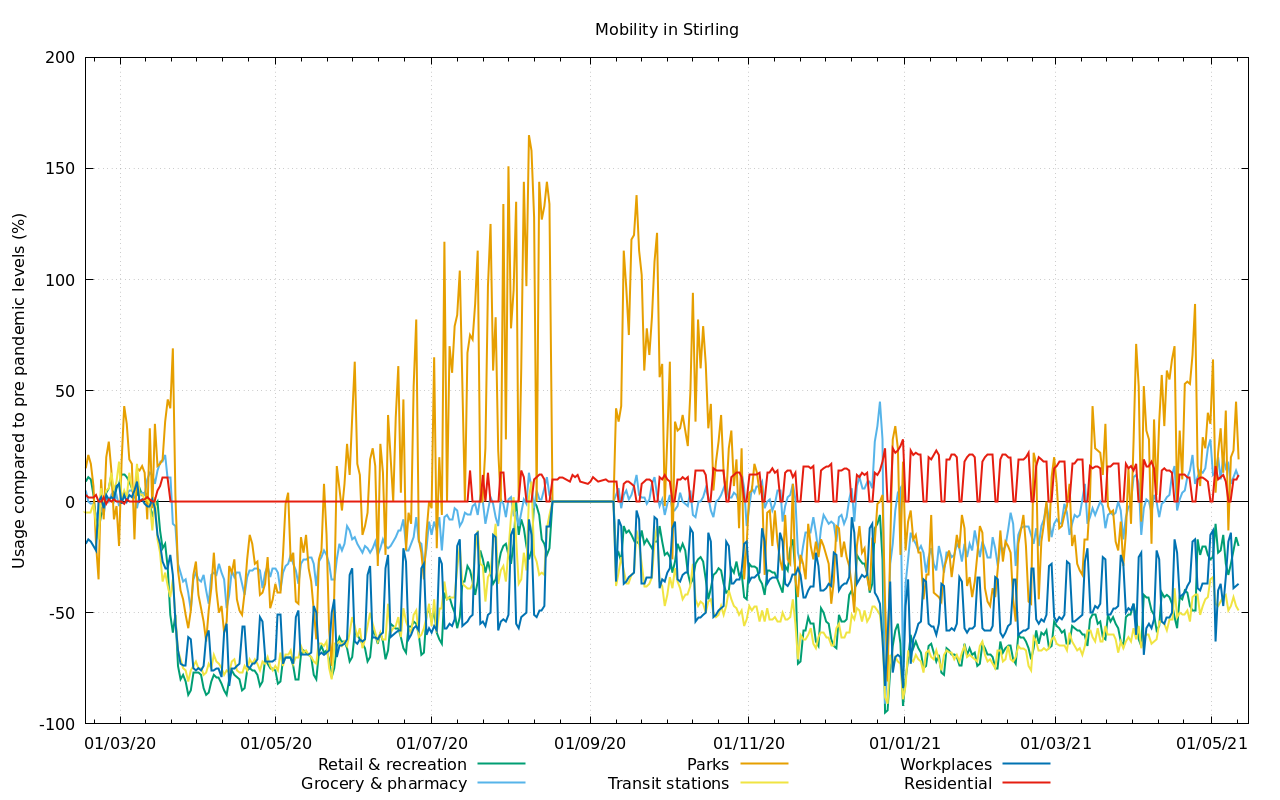 Mobility in Stirling
Usage compared to pre pandemic levels (%)
200
150
100
50
0
-50
-100
01/03/20 01/05/20 01/07/20 01/09/20 01/11/20 01/01/21 01/03/21 01/05/21
Retail & recreation Parks Workplaces
Grocery & pharmacy Transit stations Residential